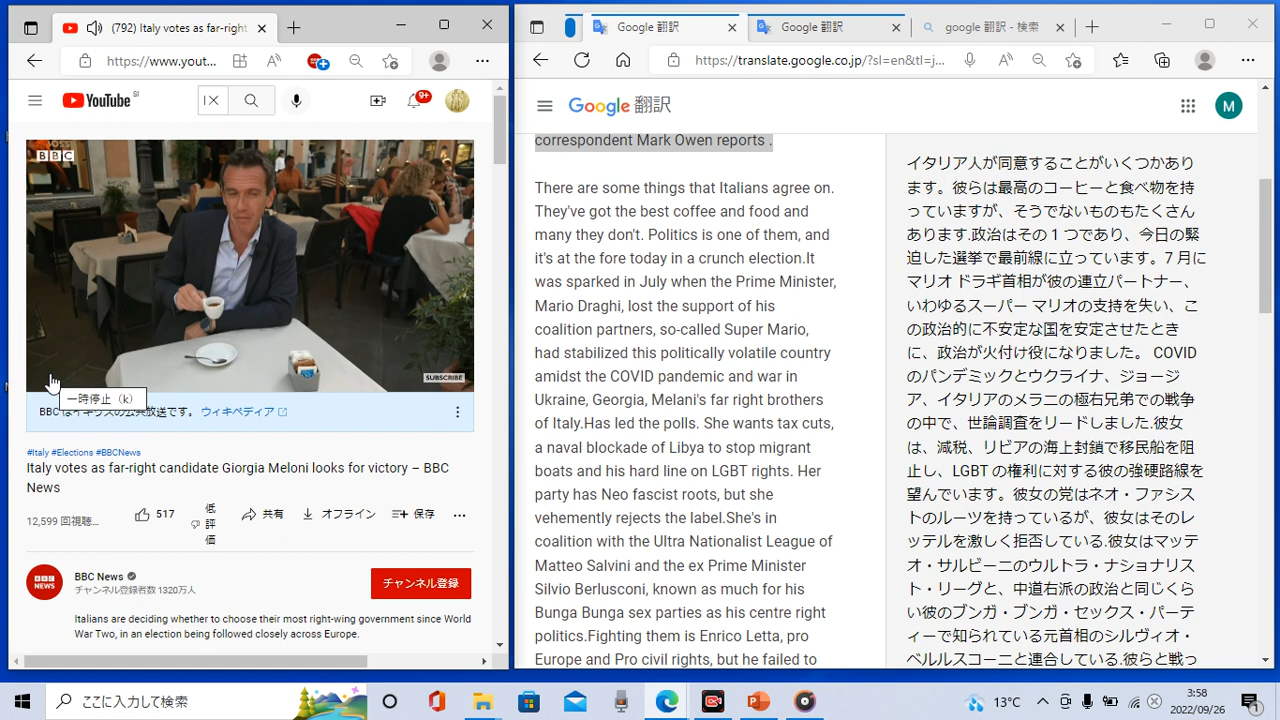 (792) Italy votes as far-right
https://www.yout...
YouTube
SI
IX
9+
BBC
SUBSCRIBE
一時停止（k）
BBC はイギリスの公共放送です。 ウィキペディア
#Italy #Elections #BBCNews
Italy votes as far-right candidate Giorgia Meloni looks for victory – BBC
News
12,599 回視聴...
517
低評価
共有
オフライン
保存
BBC
NEWS
BBC News
チャンネル登録者数 1320万人
チャンネル登録
Italians are deciding whether to choose their most right-wing government since World
War Two, in an election being followed closely across Europe.
Google 翻訳
Google 翻訳
google 翻訳 - 検索
https://translate.google.co.jp/?sl=en&tl=j...
Google 翻訳
M
correspondent Mark Owen reports .
There are some things that Italians agree on.
They've got the best coffee and food and
many they don't. Politics is one of them, and
it's at the fore today in a crunch election.It
was sparked in July when the Prime Minister,
Mario Draghi, lost the support of his
coalition partners, so-called Super Mario,
had stabilized this politically volatile country
amidst the COVID pandemic and war in
Ukraine, Georgia, Melani's far right brothers
of Italy.Has led the polls. She wants tax cuts,
a naval blockade of Libya to stop migrant
boats and his hard line on LGBT rights. Her
party has Neo fascist roots, but she
vehemently rejects the label.She's in
coalition with the Ultra Nationalist League of
Matteo Salvini and the ex Prime Minister
Silvio Berlusconi, known as much for his
Bunga Bunga sex parties as his centre right
politics.Fighting them is Enrico Letta, pro
Europe and Pro civil rights, but he failed to
イタリア人が同意することがいくつかあり
ます。彼らは最高のコーヒーと食べ物を持
っていますが、そうでないものもたくさん
あります.政治はその 1 つであり、今日の緊
迫した選挙で最前線に立っています。7 月に
マリオ ドラギ首相が彼の連立パートナー、
いわゆるスーパー マリオの支持を失い、こ
の政治的に不安定な国を安定させたとき
に、政治が火付け役になりました。 COVID
のパンデミックとウクライナ、ジョージ
ア、イタリアのメラニの極右兄弟での戦争
の中で、世論調査をリードしました.彼女
は、減税、リビアの海上封鎖で移民船を阻
止し、LGBT の権利に対する彼の強硬路線を
望んでいます。彼女の党はネオ・ファシス
トのルーツを持っているが、彼女はそのレ
ッテルを激しく拒否している.彼女はマッテ
オ・サルビーニのウルトラ・ナショナリス
ト・リーグと、中道右派の政治と同じくら
い彼のブンガ・ブンガ・セックス・パーテ
ィーで知られている元首相のシルヴィオ・
ベルルスコーニと連合している.彼らと戦っ
ここに入力して検索
13°C
3:58
2022/09/26
1